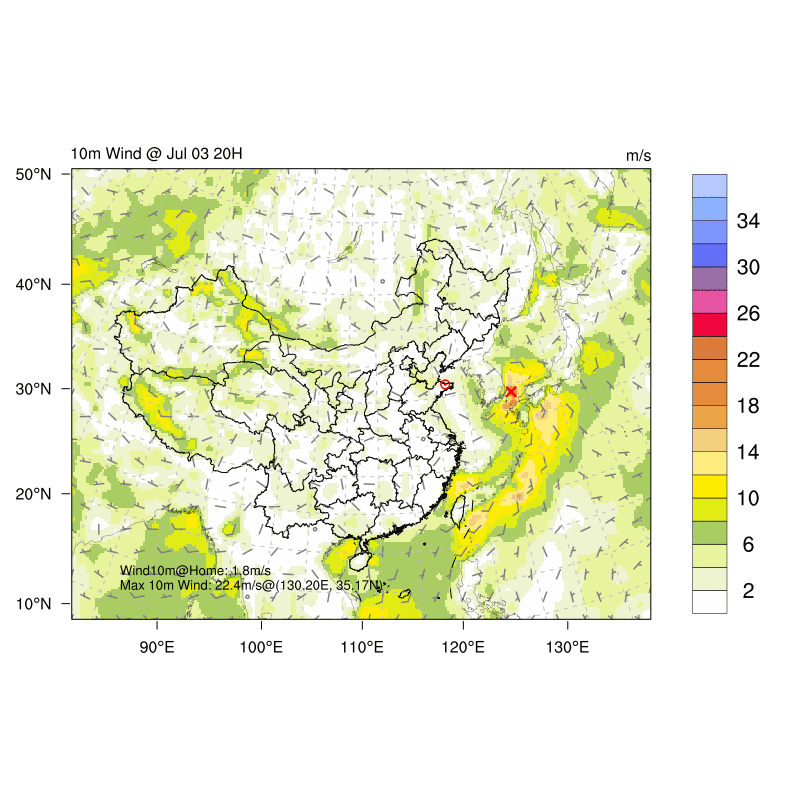 10m Wind @ Jul 03 20H
m/s
50°N
40°N
30°N
20°N
10°N
34
30
26
22
18
14
10
6
2
Wind10m@Home: 1.8m/s
Max 10m Wind: 22.4m/s@(130.20E, 35.17N)
90°E
100°E
110°E
120°E
130°E